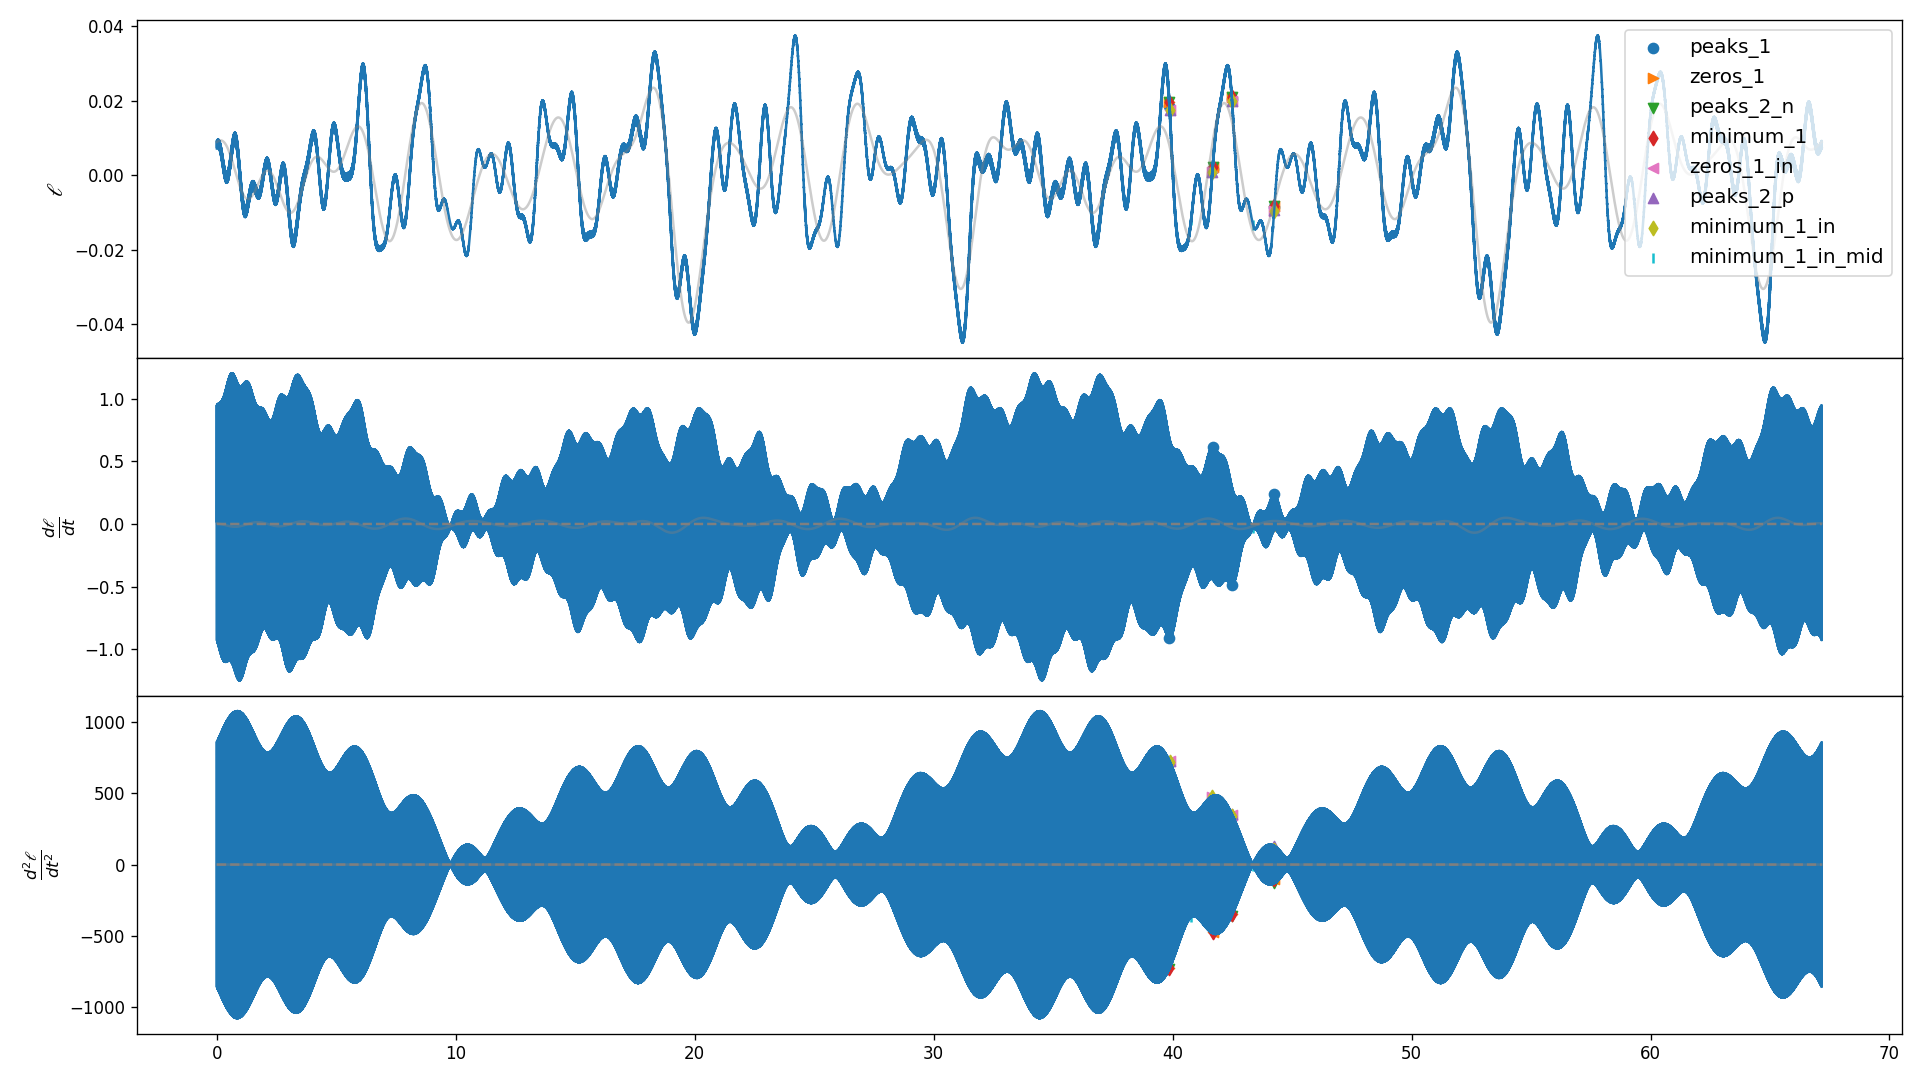 0.04
0.02
0.00
−0.02
−0.04
ℓ
peaks_1
zeros_1
peaks_2_n
minimum_1
zeros_1_in
peaks_2_p
minimum_1_in
minimum_1_in_mid
1.0
0.5
0.0
−0.5
−1.0
dℓ
dt
1000
500
0
−500
−1000
d²ℓ
dt²
0 10 20 30 40 50 60 70